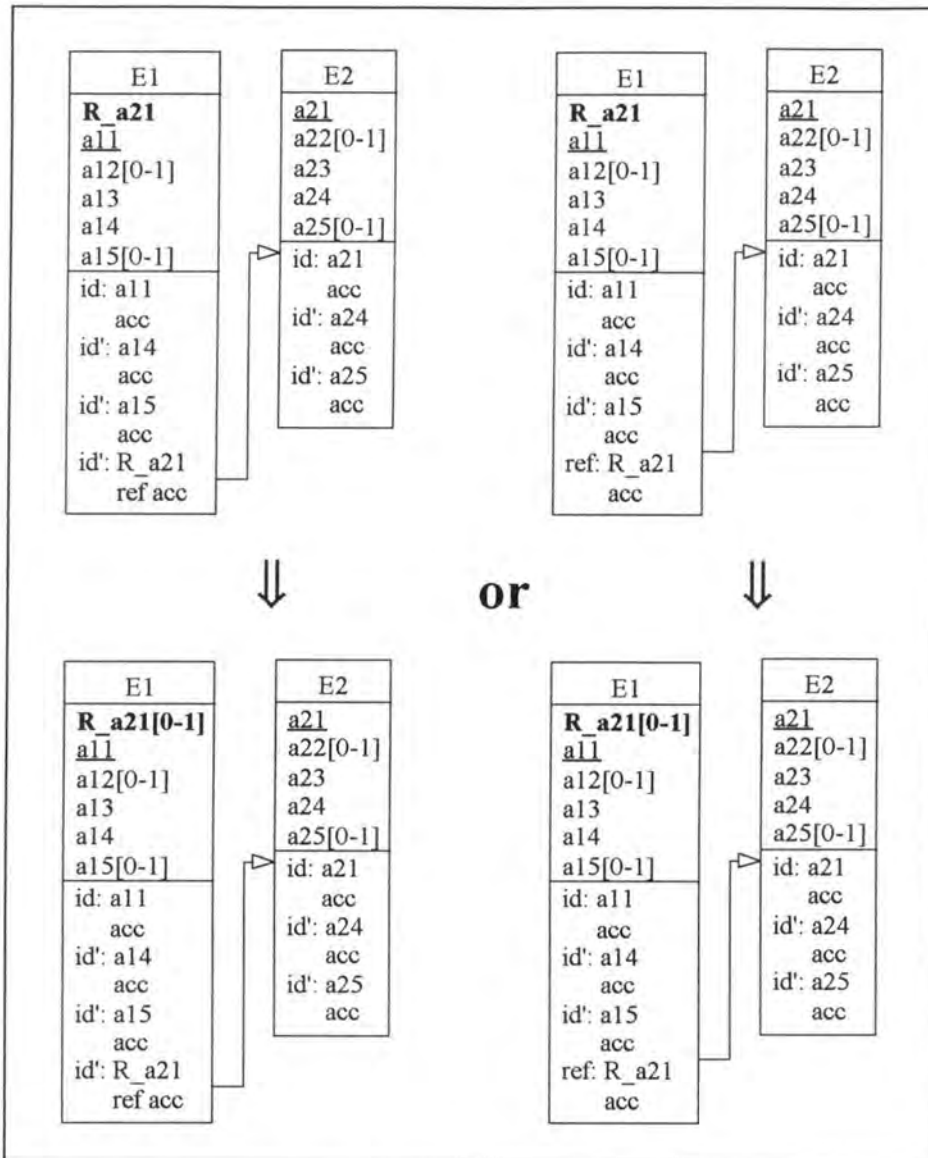 E1
R_a21
a11
a12[0-1]
a13
a14
a15[0-1]
id: a11
acc
id': a14
acc
id': a15
acc
id': R_a21
ref acc
E2
a21
a22[0-1]
a23
a24
a25[0-1]
id: a21
acc
id': a24
acc
id': a25
acc
E1
R_a21
a11
a12[0-1]
a13
a14
a15[0-1]
id: a11
acc
id': a14
acc
id': a15
acc
ref: R_a21
acc
E2
a21
a22[0-1]
a23
a24
a25[0-1]
id: a21
acc
id': a24
acc
id': a25
acc
⇓ or ⇓
E1
R_a21[0-1]
a11
a12[0-1]
a13
a14
a15[0-1]
id: a11
acc
id': a14
acc
id': a15
acc
id': R_a21
ref acc
E2
a21
a22[0-1]
a23
a24
a25[0-1]
id: a21
acc
id': a24
acc
id': a25
acc
E1
R_a21[0-1]
a11
a12[0-1]
a13
a14
a15[0-1]
id: a11
acc
id': a14
acc
id': a15
acc
ref: R_a21
acc
E2
a21
a22[0-1]
a23
a24
a25[0-1]
id: a21
acc
id': a24
acc
id': a25
acc